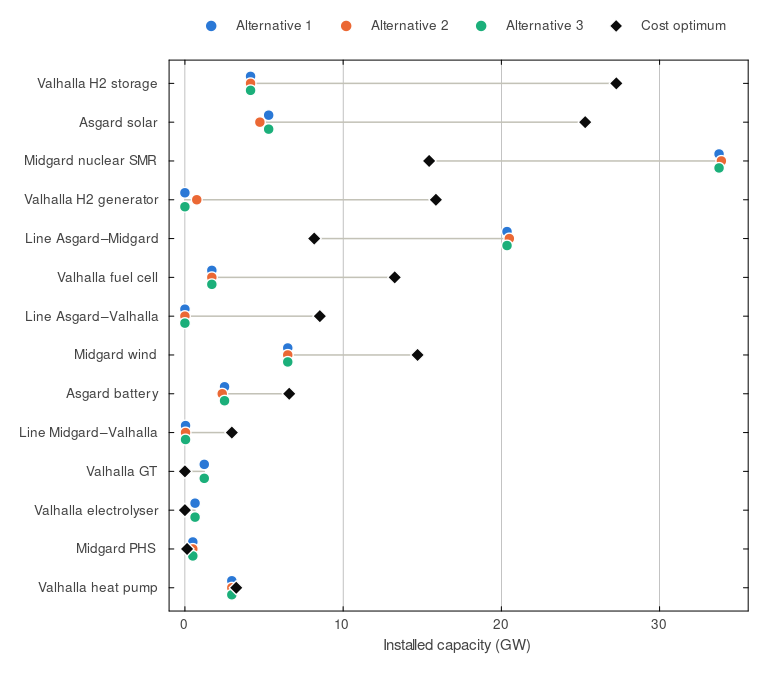 Alternative 1 Alternative 2 Alternative 3 Cost optimum
Valhalla H2 storage
Asgard solar
Midgard nuclear SMR
Valhalla H2 generator
Line Asgard–Midgard
Valhalla fuel cell
Line Asgard–Valhalla
Midgard wind
Asgard battery
Line Midgard–Valhalla
Valhalla GT
Valhalla electrolyser
Midgard PHS
Valhalla heat pump
0 10 20 30
Installed capacity (GW)